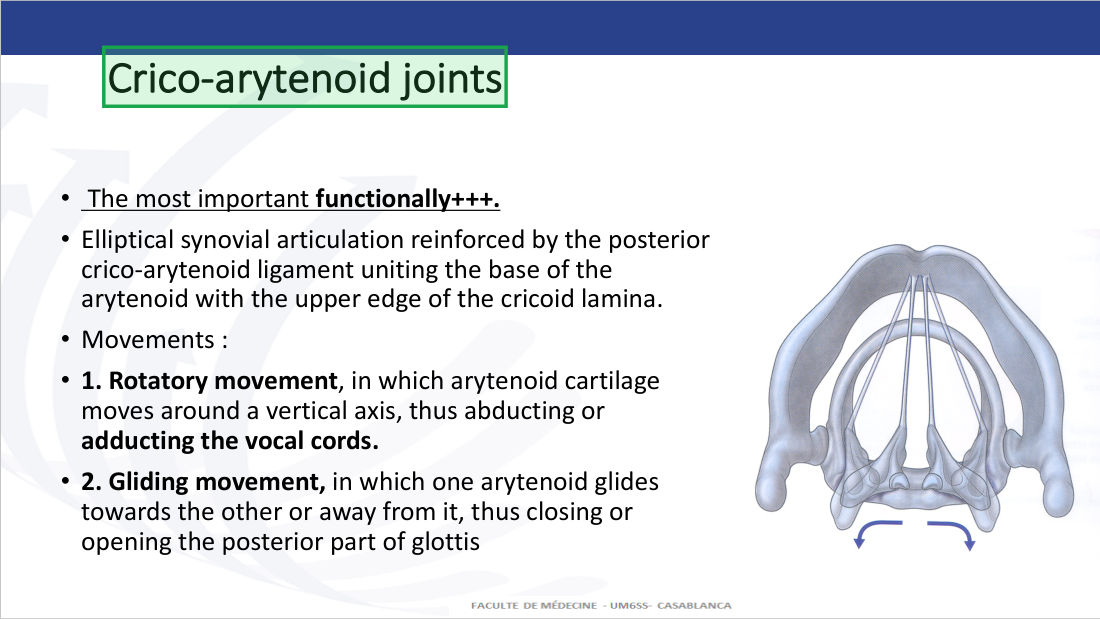 Crico-arytenoid joints
• The most important functionally+++.
• Elliptical synovial articulation reinforced by the posterior
crico-arytenoid ligament uniting the base of the
arytenoid with the upper edge of the cricoid lamina.
• Movements :
• 1. Rotatory movement, in which arytenoid cartilage
moves around a vertical axis, thus abducting or
adducting the vocal cords.
• 2. Gliding movement, in which one arytenoid glides
towards the other or away from it, thus closing or
opening the posterior part of glottis
FACULTE DE MÉDECINE - UM6SS- CASABLANCA